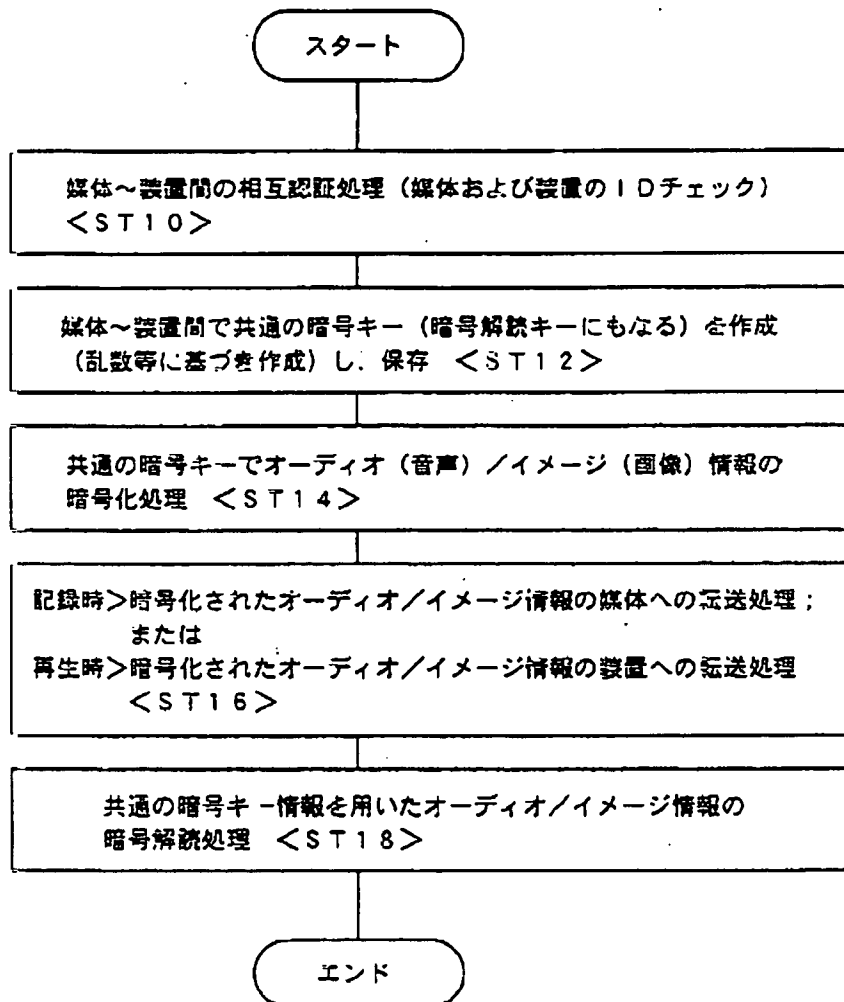 スタート
媒体～装置間の相互認証処理（媒体および装置のＩＤチェック）
＜ＳＴ１０＞
媒体～装置間で共通の暗号キー（暗号解読キーにもなる）を作成
（乱数等に基づき作成）し、保存　＜ＳＴ１２＞
共通の暗号キーでオーディオ（音声）／イメージ（画像）情報の
暗号化処理　＜ＳＴ１４＞
記録時＞暗号化されたオーディオ／イメージ情報の媒体への転送処理；
または
再生時＞暗号化されたオーディオ／イメージ情報の装置への転送処理
＜ＳＴ１６＞
共通の暗号キー情報を用いたオーディオ／イメージ情報の
暗号解読処理　＜ＳＴ１８＞
エンド